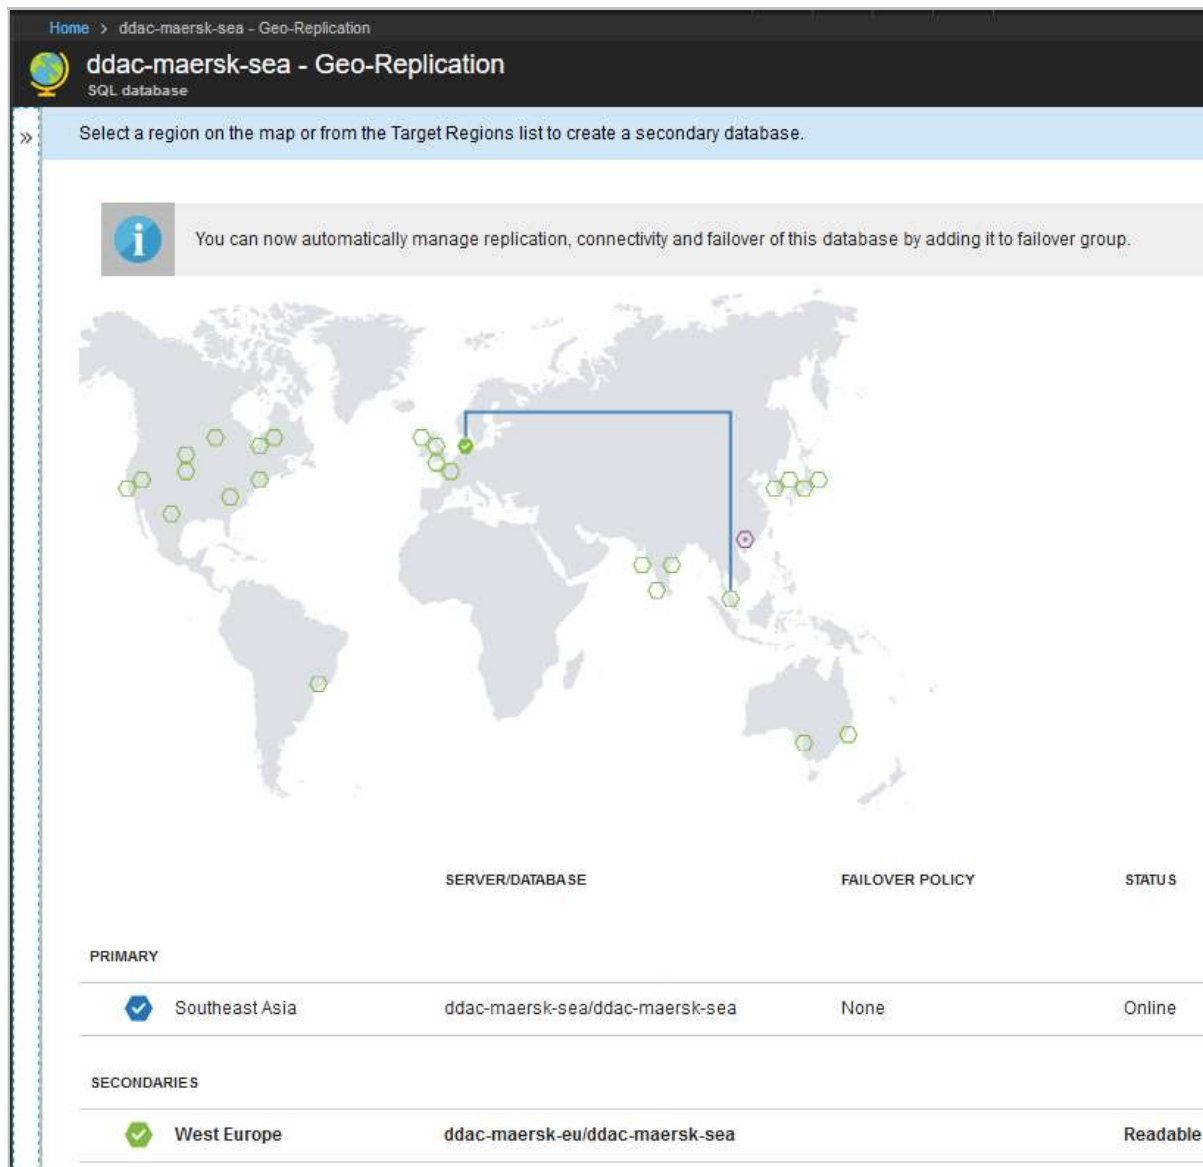 Home > ddac-maersk-sea - Geo-Replication
ddac-maersk-sea - Geo-Replication
SQL database
» Select a region on the map or from the Target Regions list to create a secondary database.
You can now automatically manage replication, connectivity and failover of this database by adding it to failover group.
SERVER/DATABASE FAILOVER POLICY STATUS
PRIMARY
Southeast Asia ddac-maersk-sea/ddac-maersk-sea None Online
SECONDARIES
West Europe ddac-maersk-eu/ddac-maersk-sea Readable